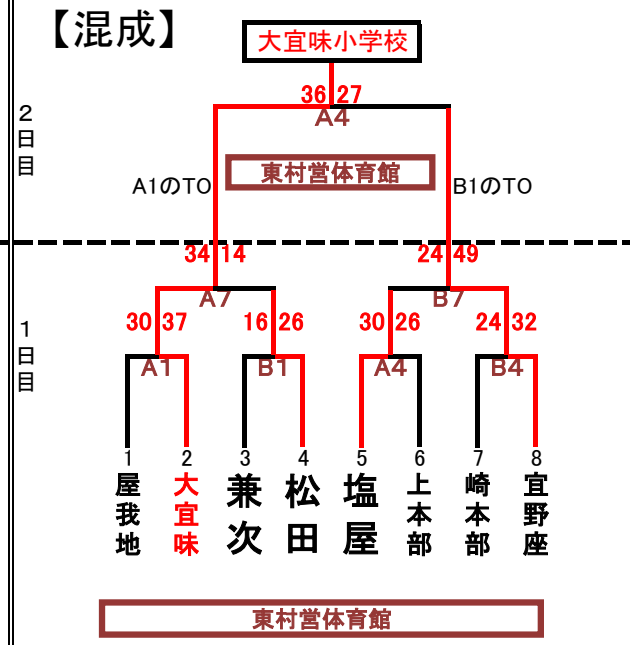 【混成】
大宜味小学校
36 27
A4
2日目
東村営体育館
A1のTO
B1のTO
34 14
24 49
A7
B7
1日目
30 37
16 26
30 26
24 32
A1
B1
A4
B4
1 2 3 4 5 6 7 8
屋我地
大宜味
兼次
松田
塩屋
上本部
崎本部
宜野座
東村営体育館